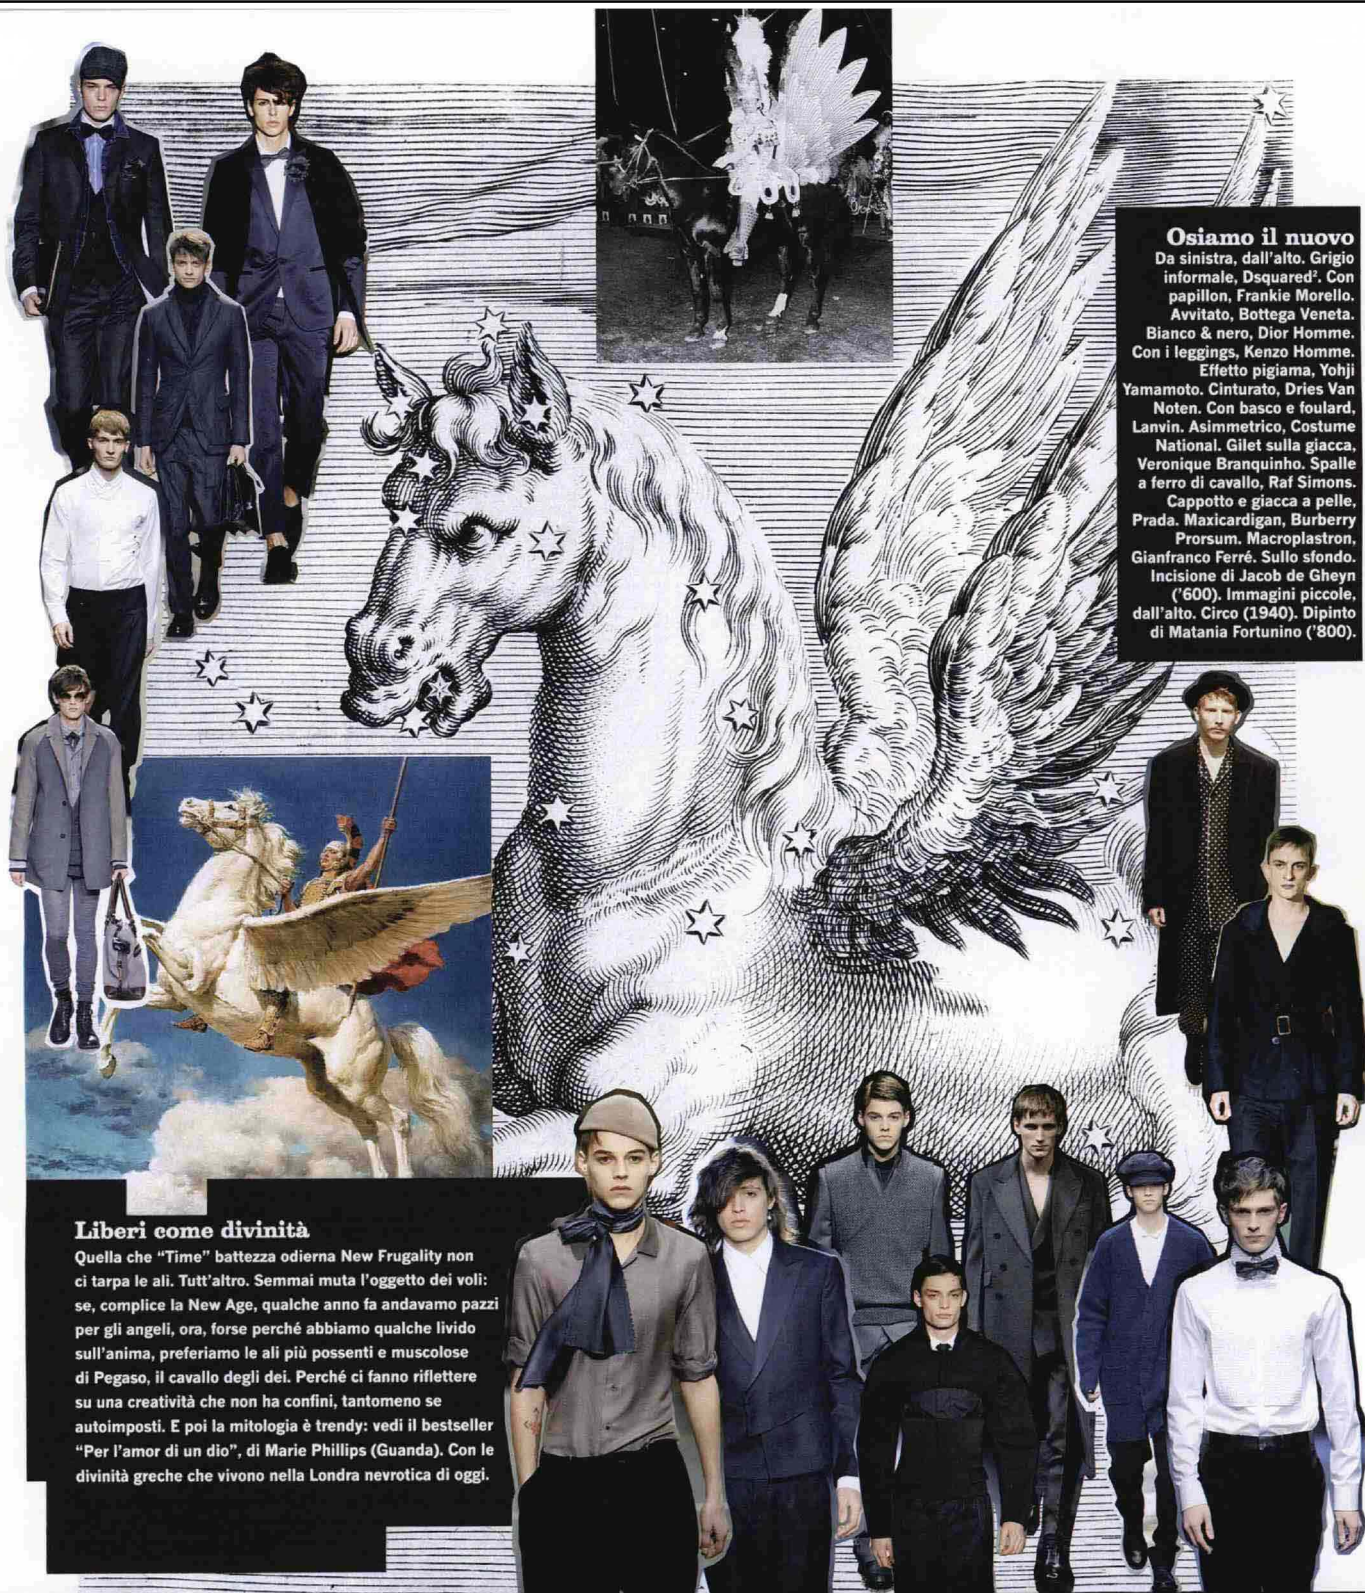 Osiamo il nuovo
Da sinistra, dall'alto. Grigio
informale, Dsquared². Con
papillon, Frankie Morello.
Avvitato, Bottega Veneta.
Bianco & nero, Dior Homme.
Con i leggings, Kenzo Homme.
Effetto pigiama, Yohji
Yamamoto. Cinturato, Dries Van
Noten. Con basco e foulard,
Lanvin. Asimmetrico, Costume
National. Gilet sulla giacca,
Veronique Branquinho. Spalle
a ferro di cavallo, Raf Simons.
Cappotto e giacca a pelle,
Prada. Maxicardigan, Burberry
Prorsum. Macroplastron,
Gianfranco Ferré. Sullo sfondo.
Incisione di Jacob de Gheyn
('600). Immagini piccole,
dall'alto. Circo (1940). Dipinto
di Matania Fortunino ('800).
Liberi come divinità
Quella che "Time" battezza odierna New Frugality non
ci tarpa le ali. Tutt'altro. Semmai muta l'oggetto dei voli:
se, complice la New Age, qualche anno fa andavamo pazzi
per gli angeli, ora, forse perché abbiamo qualche livido
sull'anima, preferiamo le ali più possenti e muscolose
di Pegaso, il cavallo degli dei. Perché ci fanno riflettere
su una creatività che non ha confini, tantomeno se
autoimposti. E poi la mitologia è trendy: vedi il bestseller
"Per l'amor di un dio", di Marie Phillips (Guanda). Con le
divinità greche che vivono nella Londra nevrotica di oggi.